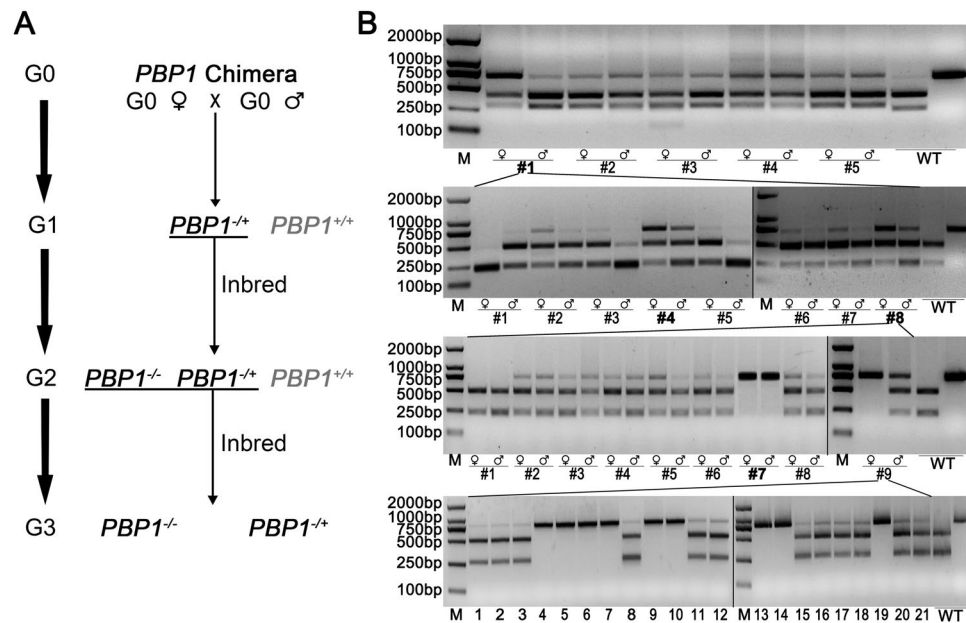 A
G0
PBP1 Chimera
G0 ♀ X G0 ♂
G1
PBP1-/+ PBP1+/+
Inbred
G2
PBP1-/- PBP1-/+ PBP1+/+
Inbred
G3
PBP1-/- PBP1-/+
B
2000bp
1000bp
750bp
500bp
250bp
100bp
M ♀ ♂ ♀ ♂ ♀ ♂ ♀ ♂ ♀ ♂ WT
#1 #2 #3 #4 #5
2000bp
1000bp
750bp
500bp
250bp
100bp
M ♀ ♂ ♀ ♂ ♀ ♂ ♀ ♂ ♀ ♂ M ♀ ♂ ♀ ♂ ♀ ♂ WT
#1 #2 #3 #4 #5 #6 #7 #8
2000bp
1000bp
750bp
500bp
250bp
100bp
M ♀ ♂ ♀ ♂ ♀ ♂ ♀ ♂ ♀ ♂ ♀ ♂ ♀ ♂ ♀ ♂ M ♀ ♂ WT
#1 #2 #3 #4 #5 #6 #7 #8 #9
2000bp
1000bp
750bp
500bp
250bp
100bp
M 1 2 3 4 5 6 7 8 9 10 11 12 M 13 14 15 16 17 18 19 20 21 WT